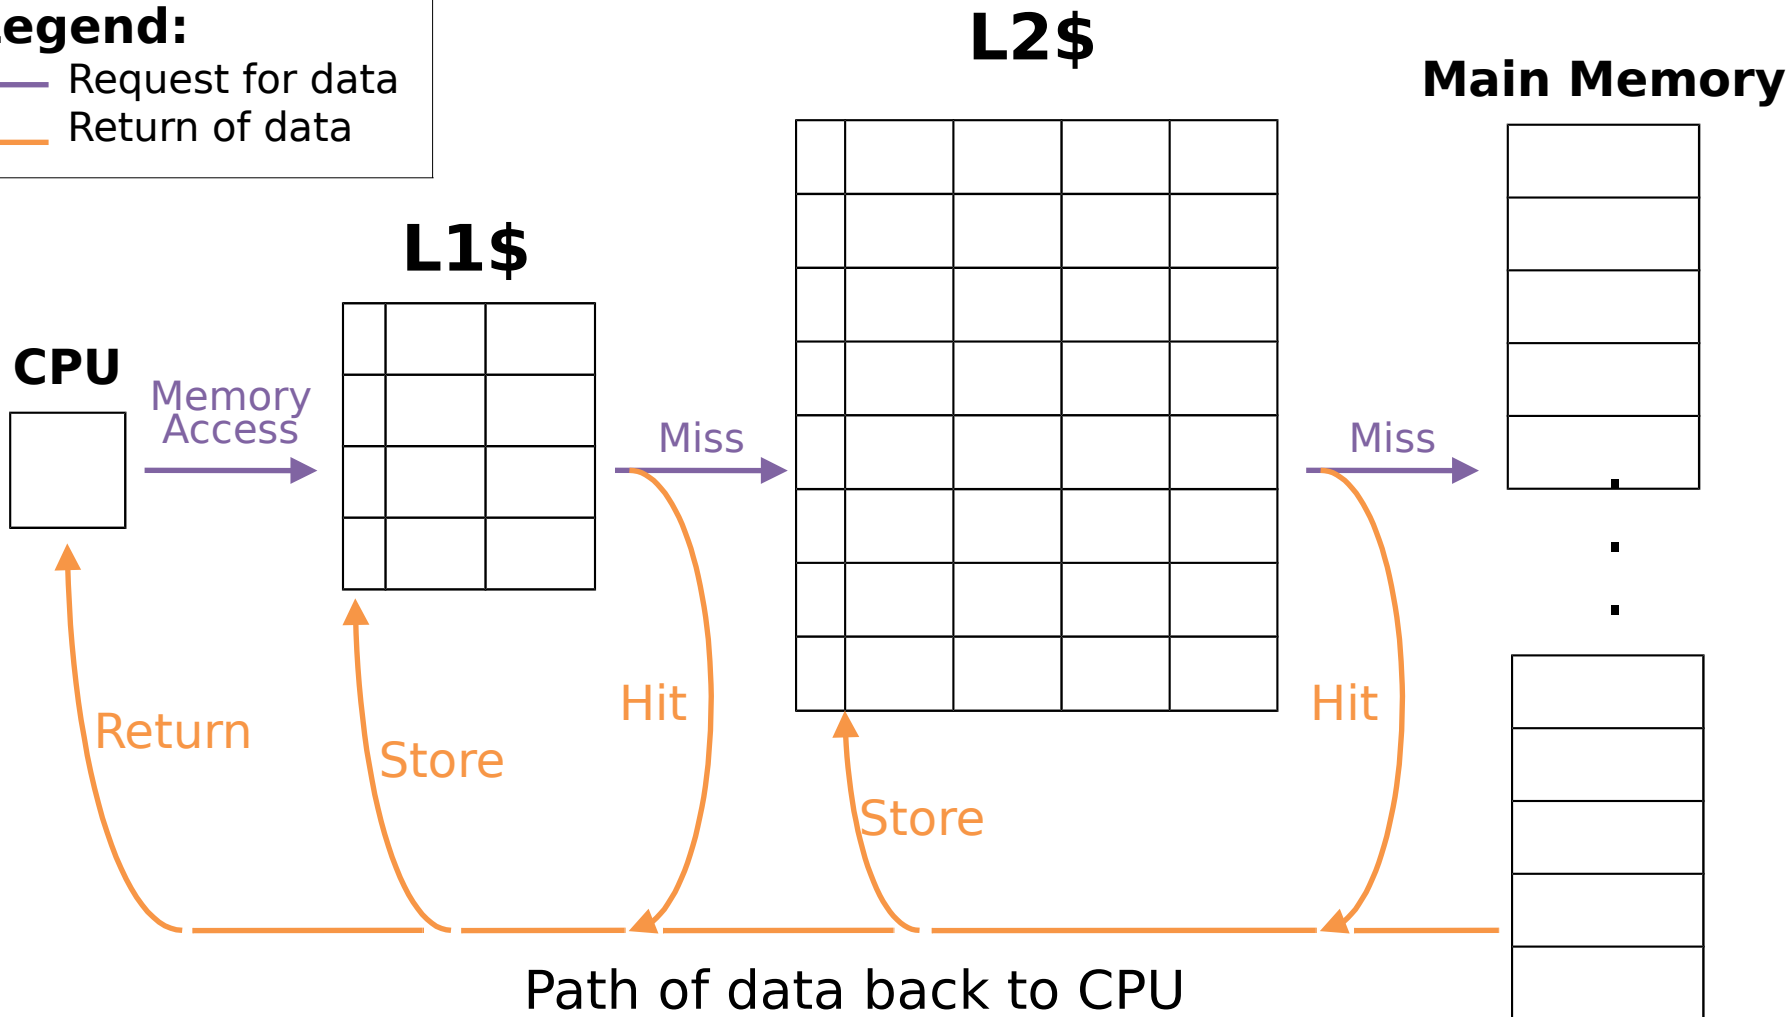 Legend:
Request for data
Return of data
L2$
Main Memory
L1$
CPU
Memory
Access
Miss
Miss
Hit
Hit
Return
Store
Store
Path of data back to CPU